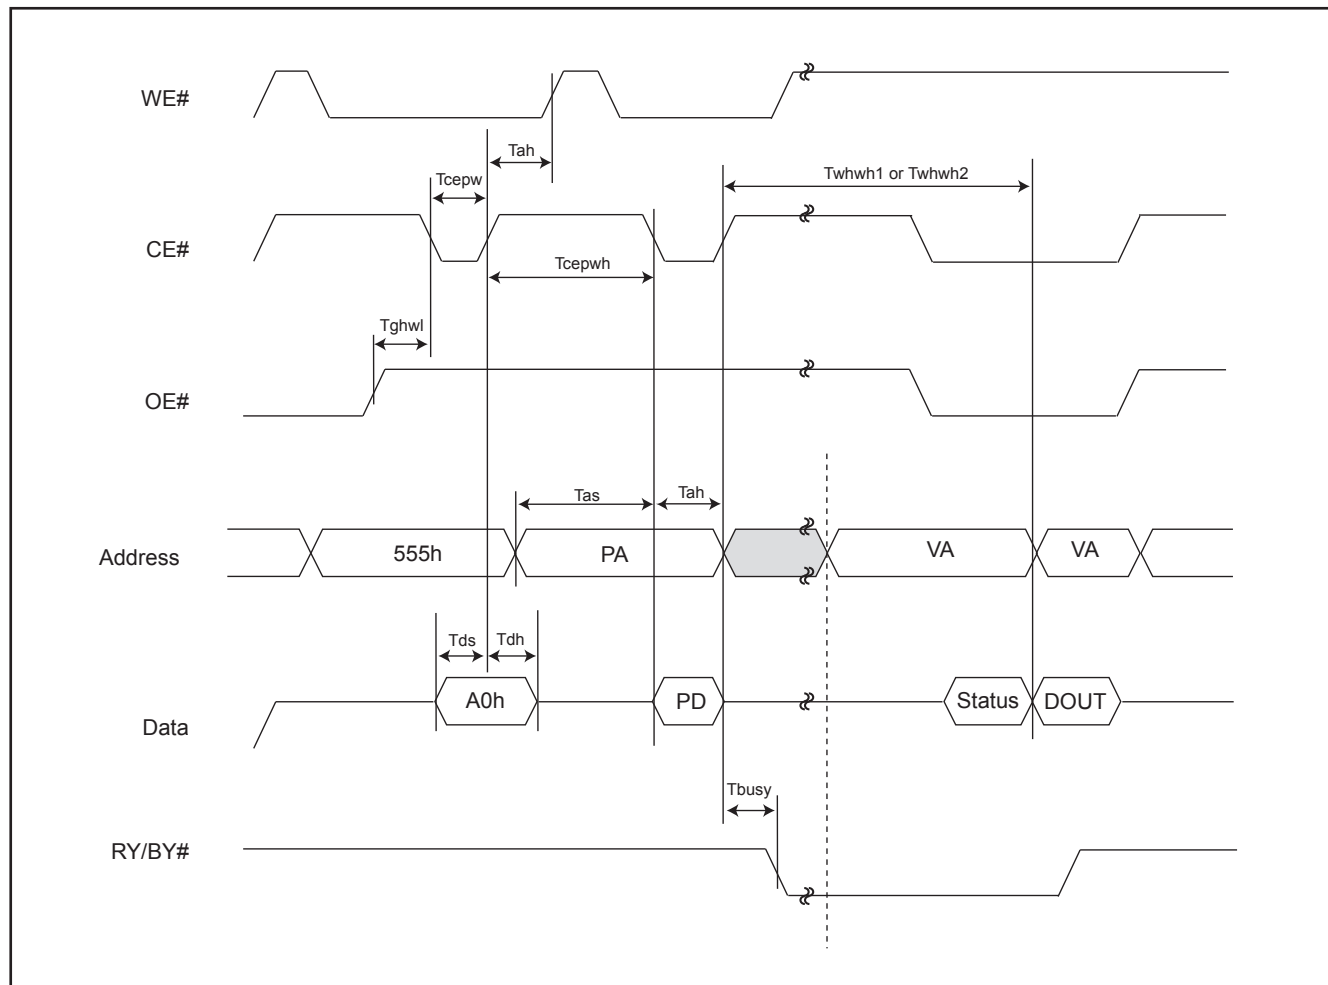 WE#
Tah
Tcepw
Twhwh1 or Twhwh2
CE#
Tcepwh
Tghwl
OE#
Tas
Tah
Address
555h
PA
VA
VA
Tds
Tdh
A0h
PD
Status
DOUT
Data
Tbusy
RY/BY#